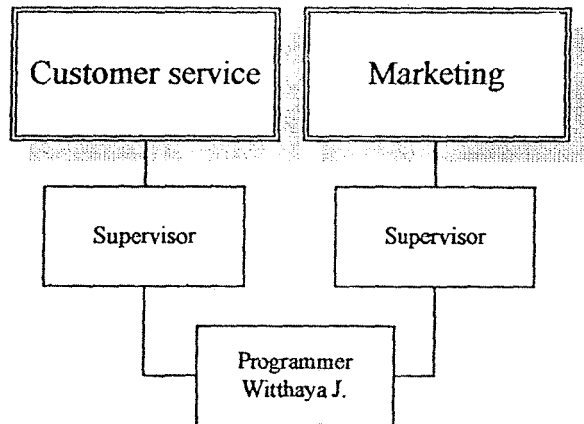 Customer service
Marketing
Supervisor
Supervisor
Programmer
Witthaya J.